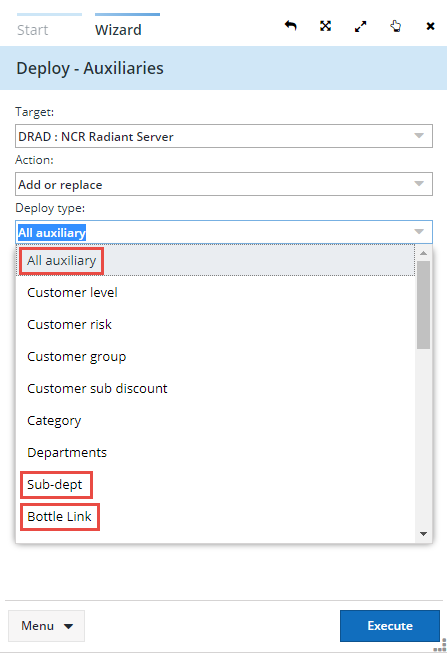 Start Wizard
Deploy - Auxiliaries
Target:
DRAD : NCR Radiant Server
Action:
Add or replace
Deploy type:
All auxiliary
All auxiliary
Customer level
Customer risk
Customer group
Customer sub discount
Category
Departments
Sub-dept
Bottle Link
Menu Execute